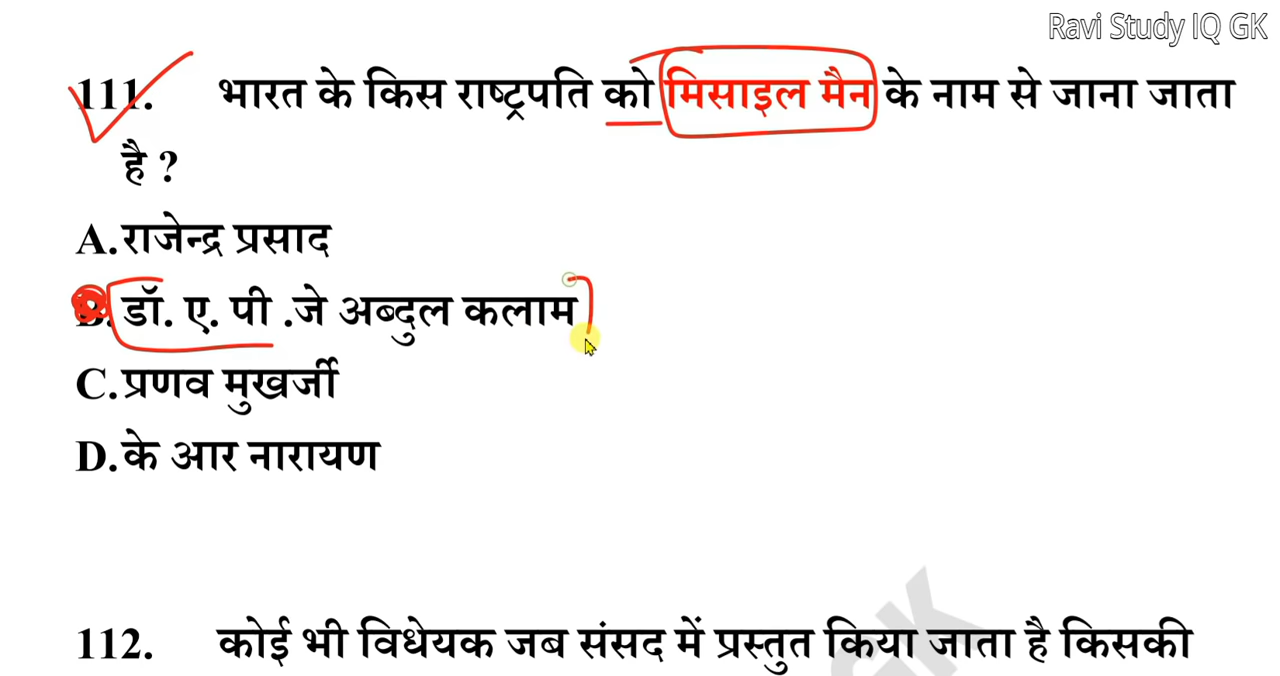 Ravi Study IQ GK
111. भारत के किस राष्ट्रपति को मिसाइल मैन के नाम से जाना जाता
है ?
A.राजेन्द्र प्रसाद
B. डॉ. ए. पी .जे अब्दुल कलाम
C.प्रणव मुखर्जी
D.के आर नारायण
112. कोई भी विधेयक जब संसद में प्रस्तुत किया जाता है किसकी
GK